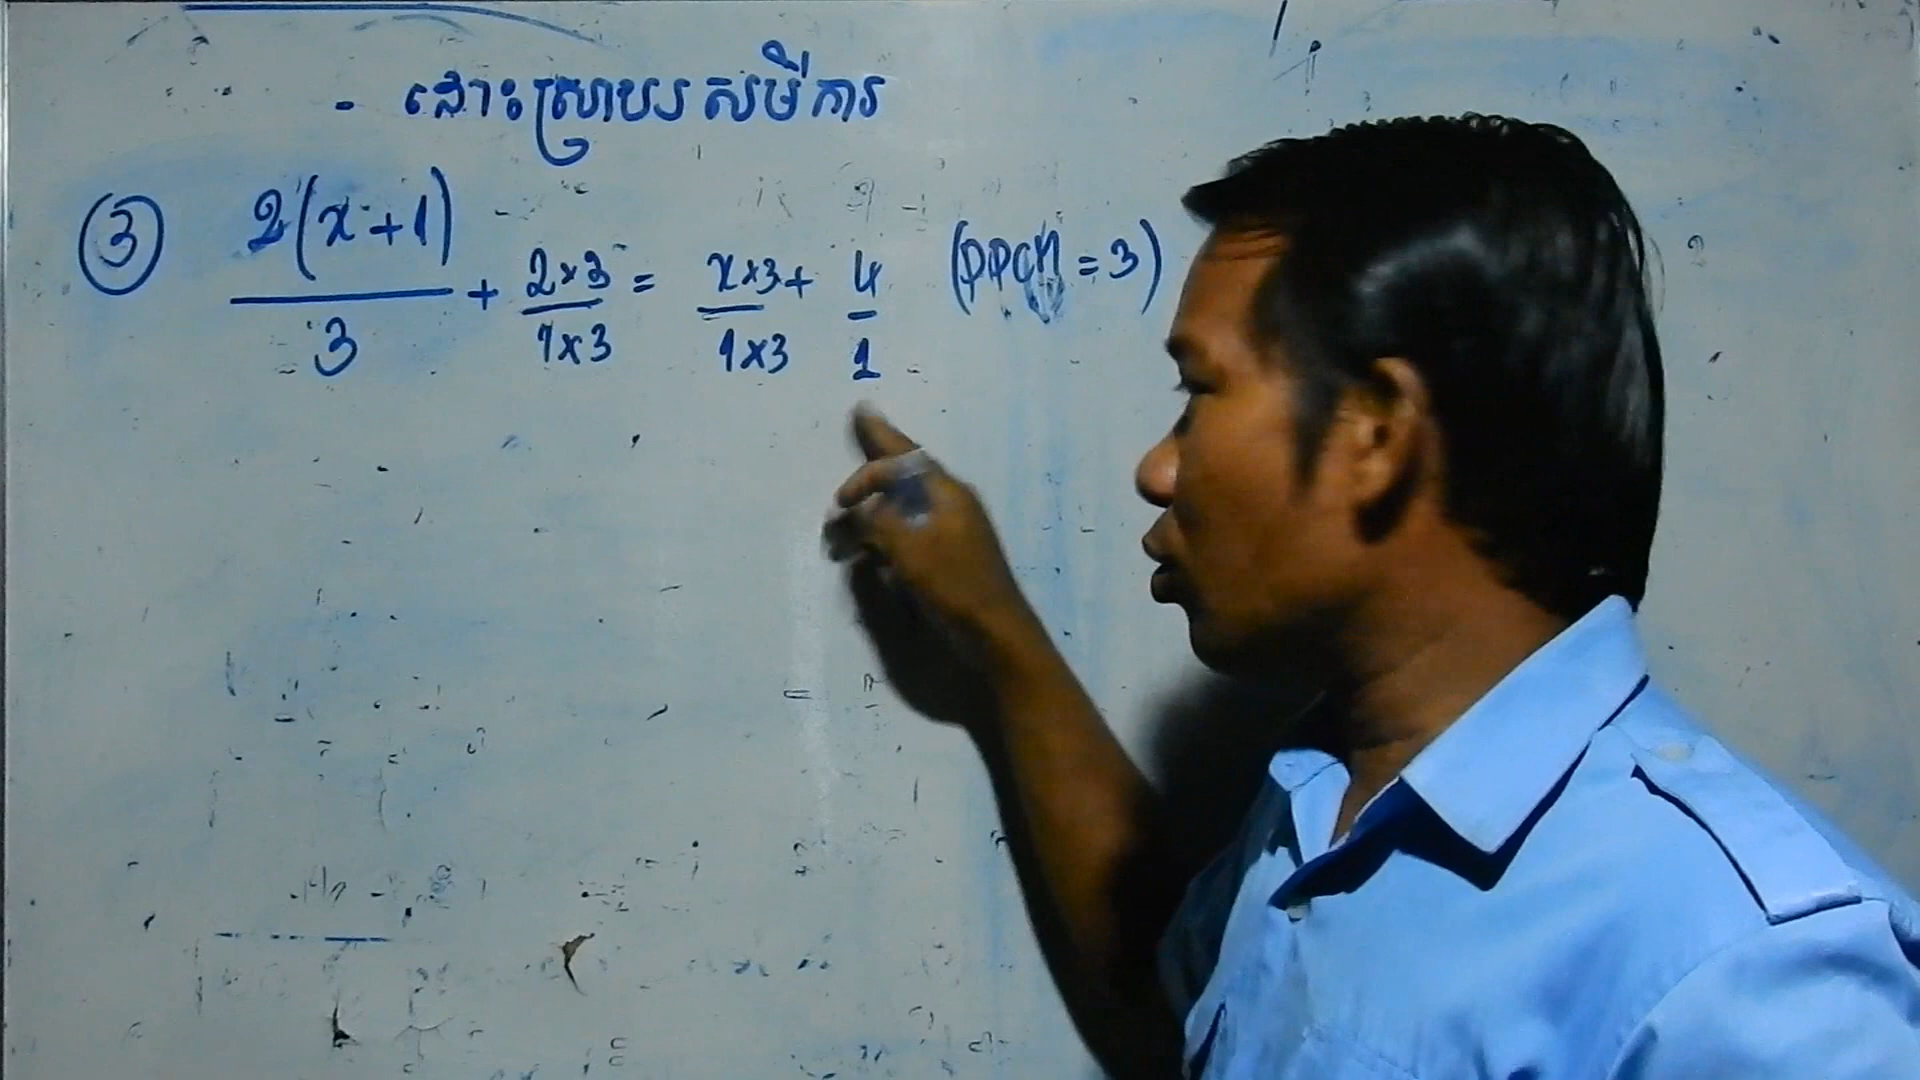 - ដោះស្រាយសមីការ
③ 2(x+1)/3 + 2×3/1×3 = x×3/1×3 + 4/1 (PPCM = 3)